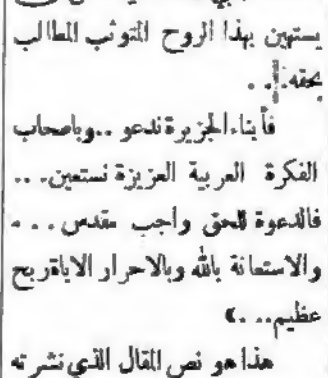 يستهين بهذا الروح المتوثب المطالب
بحقه! . .
فأبناء الجزيرة ندعو .. وباصحاب
الفكرة العربية العزيزة نستعين. ..
فالدعوة للحق واجب مقدس . . .
والاستعانة بالله وبالاحرار الاباة ربح
عظيم.. . .»
هذا هو نص المقال الذي نشرته